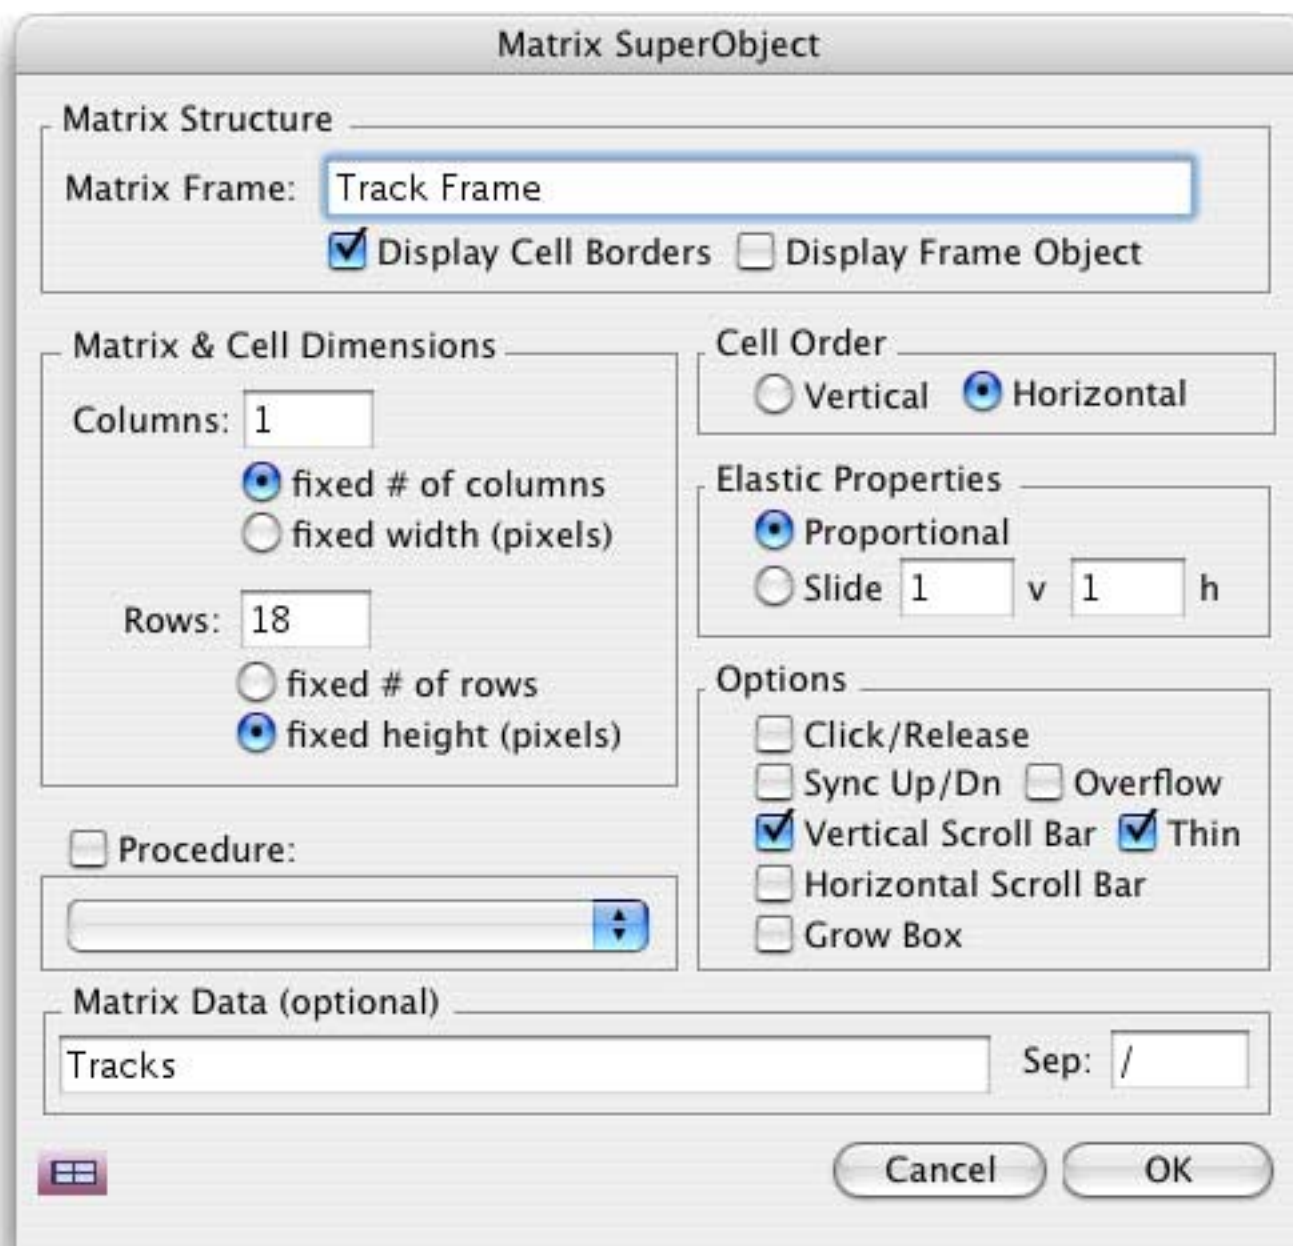 Matrix SuperObject
Matrix Structure
Matrix Frame: Track Frame
Display Cell Borders Display Frame Object
Matrix & Cell Dimensions
Columns: 1
fixed # of columns
fixed width (pixels)
Rows: 18
fixed # of rows
fixed height (pixels)
Cell Order
Vertical Horizontal
Elastic Properties
Proportional
Slide 1 v 1 h
Options
Click/Release
Sync Up/Dn Overflow
Vertical Scroll Bar Thin
Horizontal Scroll Bar
Grow Box
Procedure:
Matrix Data (optional)
Tracks Sep: /
Cancel OK